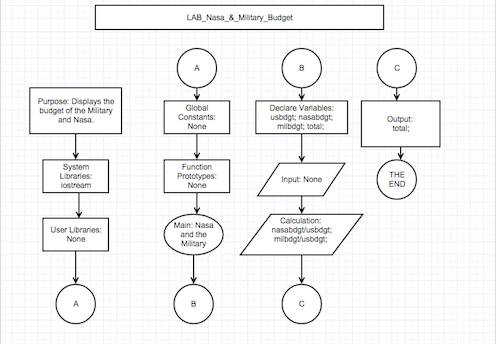 LAB_Nasa_&_Military_Budget
Purpose: Displays the
budget of the Military
and Nasa.
System
Libraries:
iostream
User Libraries:
None
A
A
Global
Constants:
None
Function
Prototypes:
None
Main: Nasa
and the
Military
B
B
Declare Variables:
usbdgt; nasabdgt;
milbdgt; total;
Input: None
Calculation:
nasabdgt/usbdgt;
milbdgt/usbdgt;
C
C
Output:
total;
THE
END